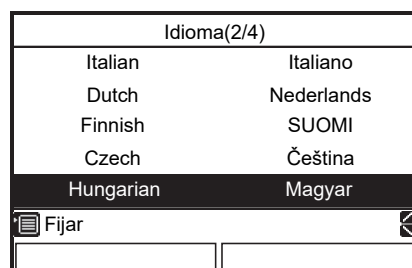 Idioma(2/4)
Italian Italiano
Dutch Nederlands
Finnish SUOMI
Czech Čeština
Hungarian Magyar
Fijar